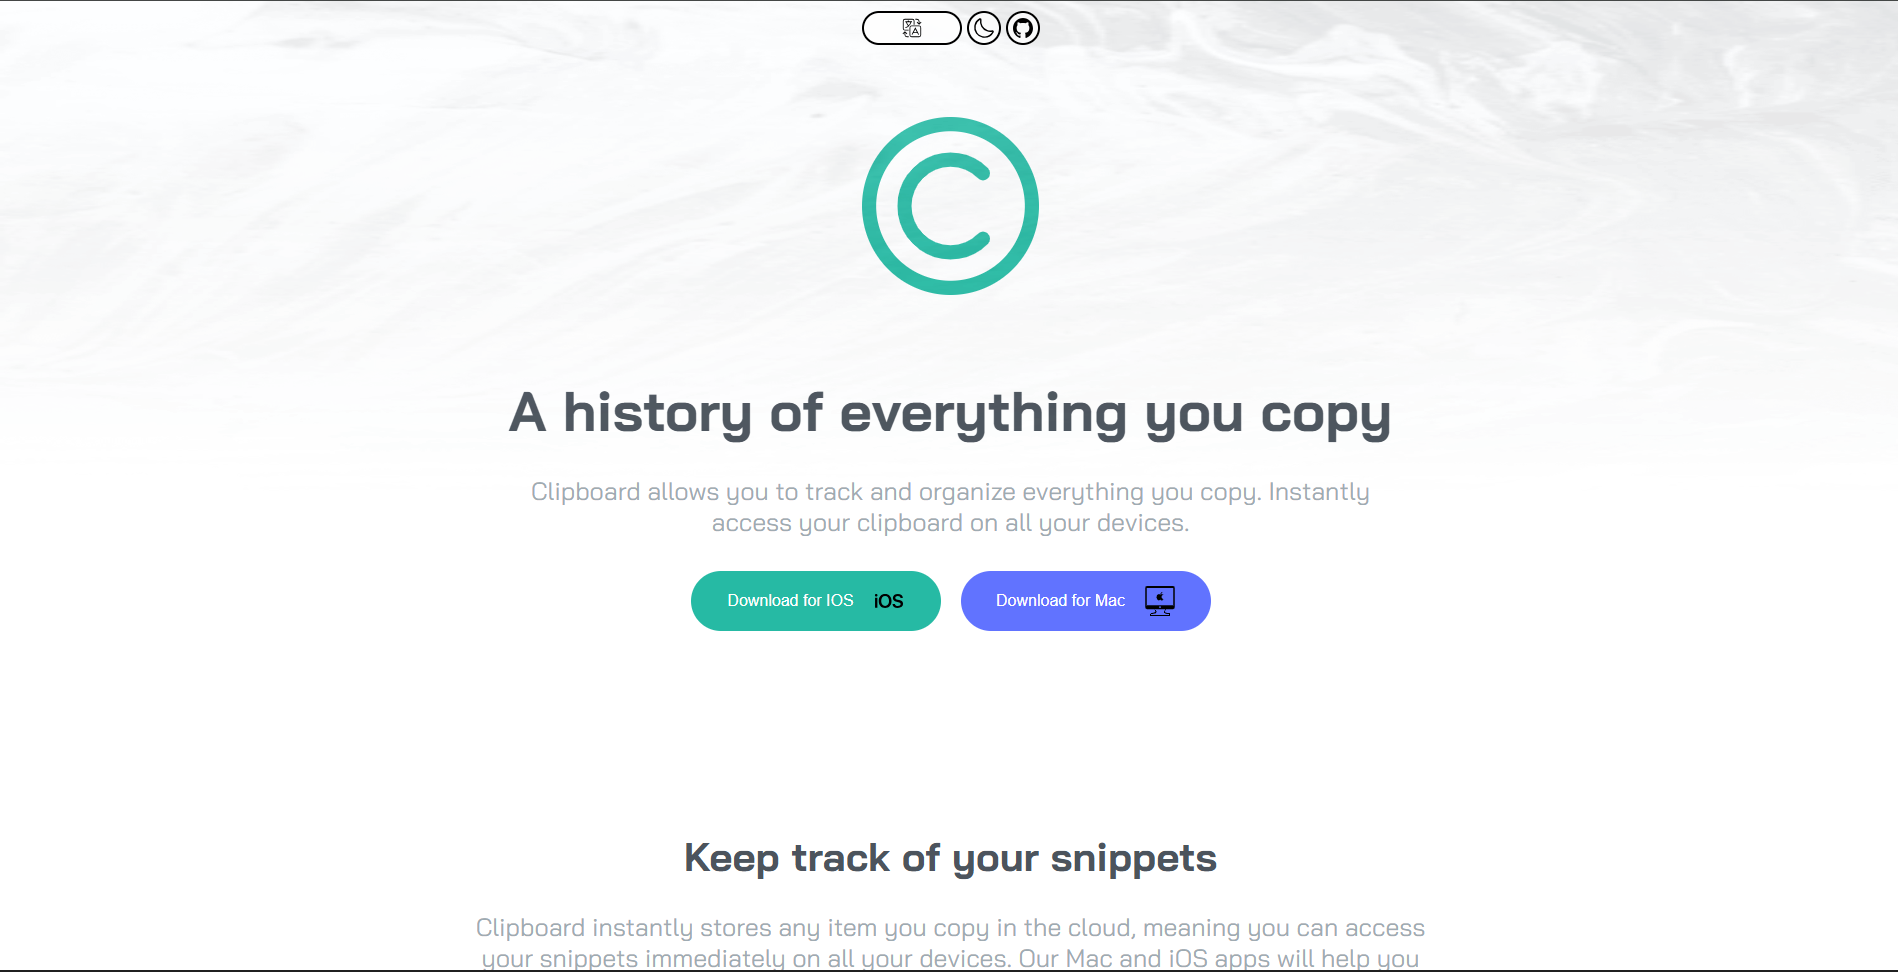 A history of everything you copy
Clipboard allows you to track and organize everything you copy. Instantly
access your clipboard on all your devices.
Download for IOS iOS
Download for Mac
Keep track of your snippets
Clipboard instantly stores any item you copy in the cloud, meaning you can access
your snippets immediately on all your devices. Our Mac and iOS apps will help you